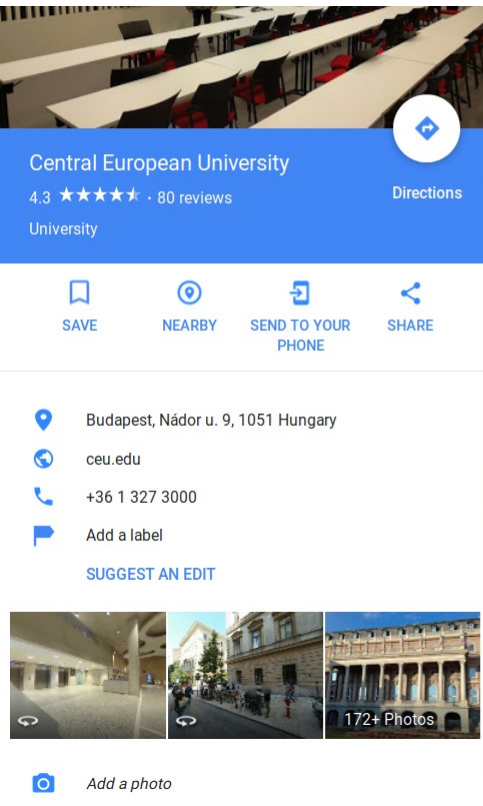 Central European University
4.3 · 80 reviews
Directions
University
SAVE
NEARBY
SEND TO YOUR
PHONE
SHARE
Budapest, Nádor u. 9, 1051 Hungary
ceu.edu
+36 1 327 3000
Add a label
SUGGEST AN EDIT
172+ Photos
Add a photo